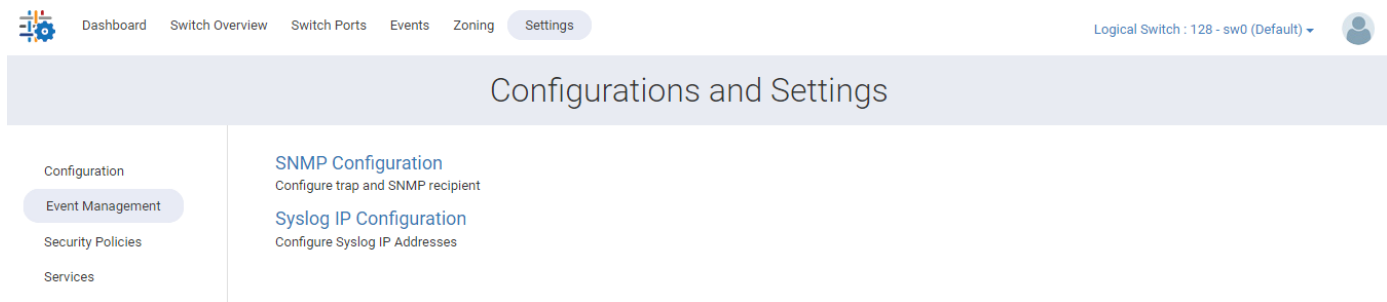 Dashboard Switch Overview Switch Ports Events Zoning Settings Logical Switch : 128 - sw0 (Default)
Configurations and Settings
Configuration
Event Management
Security Policies
Services
SNMP Configuration
Configure trap and SNMP recipient
Syslog IP Configuration
Configure Syslog IP Addresses